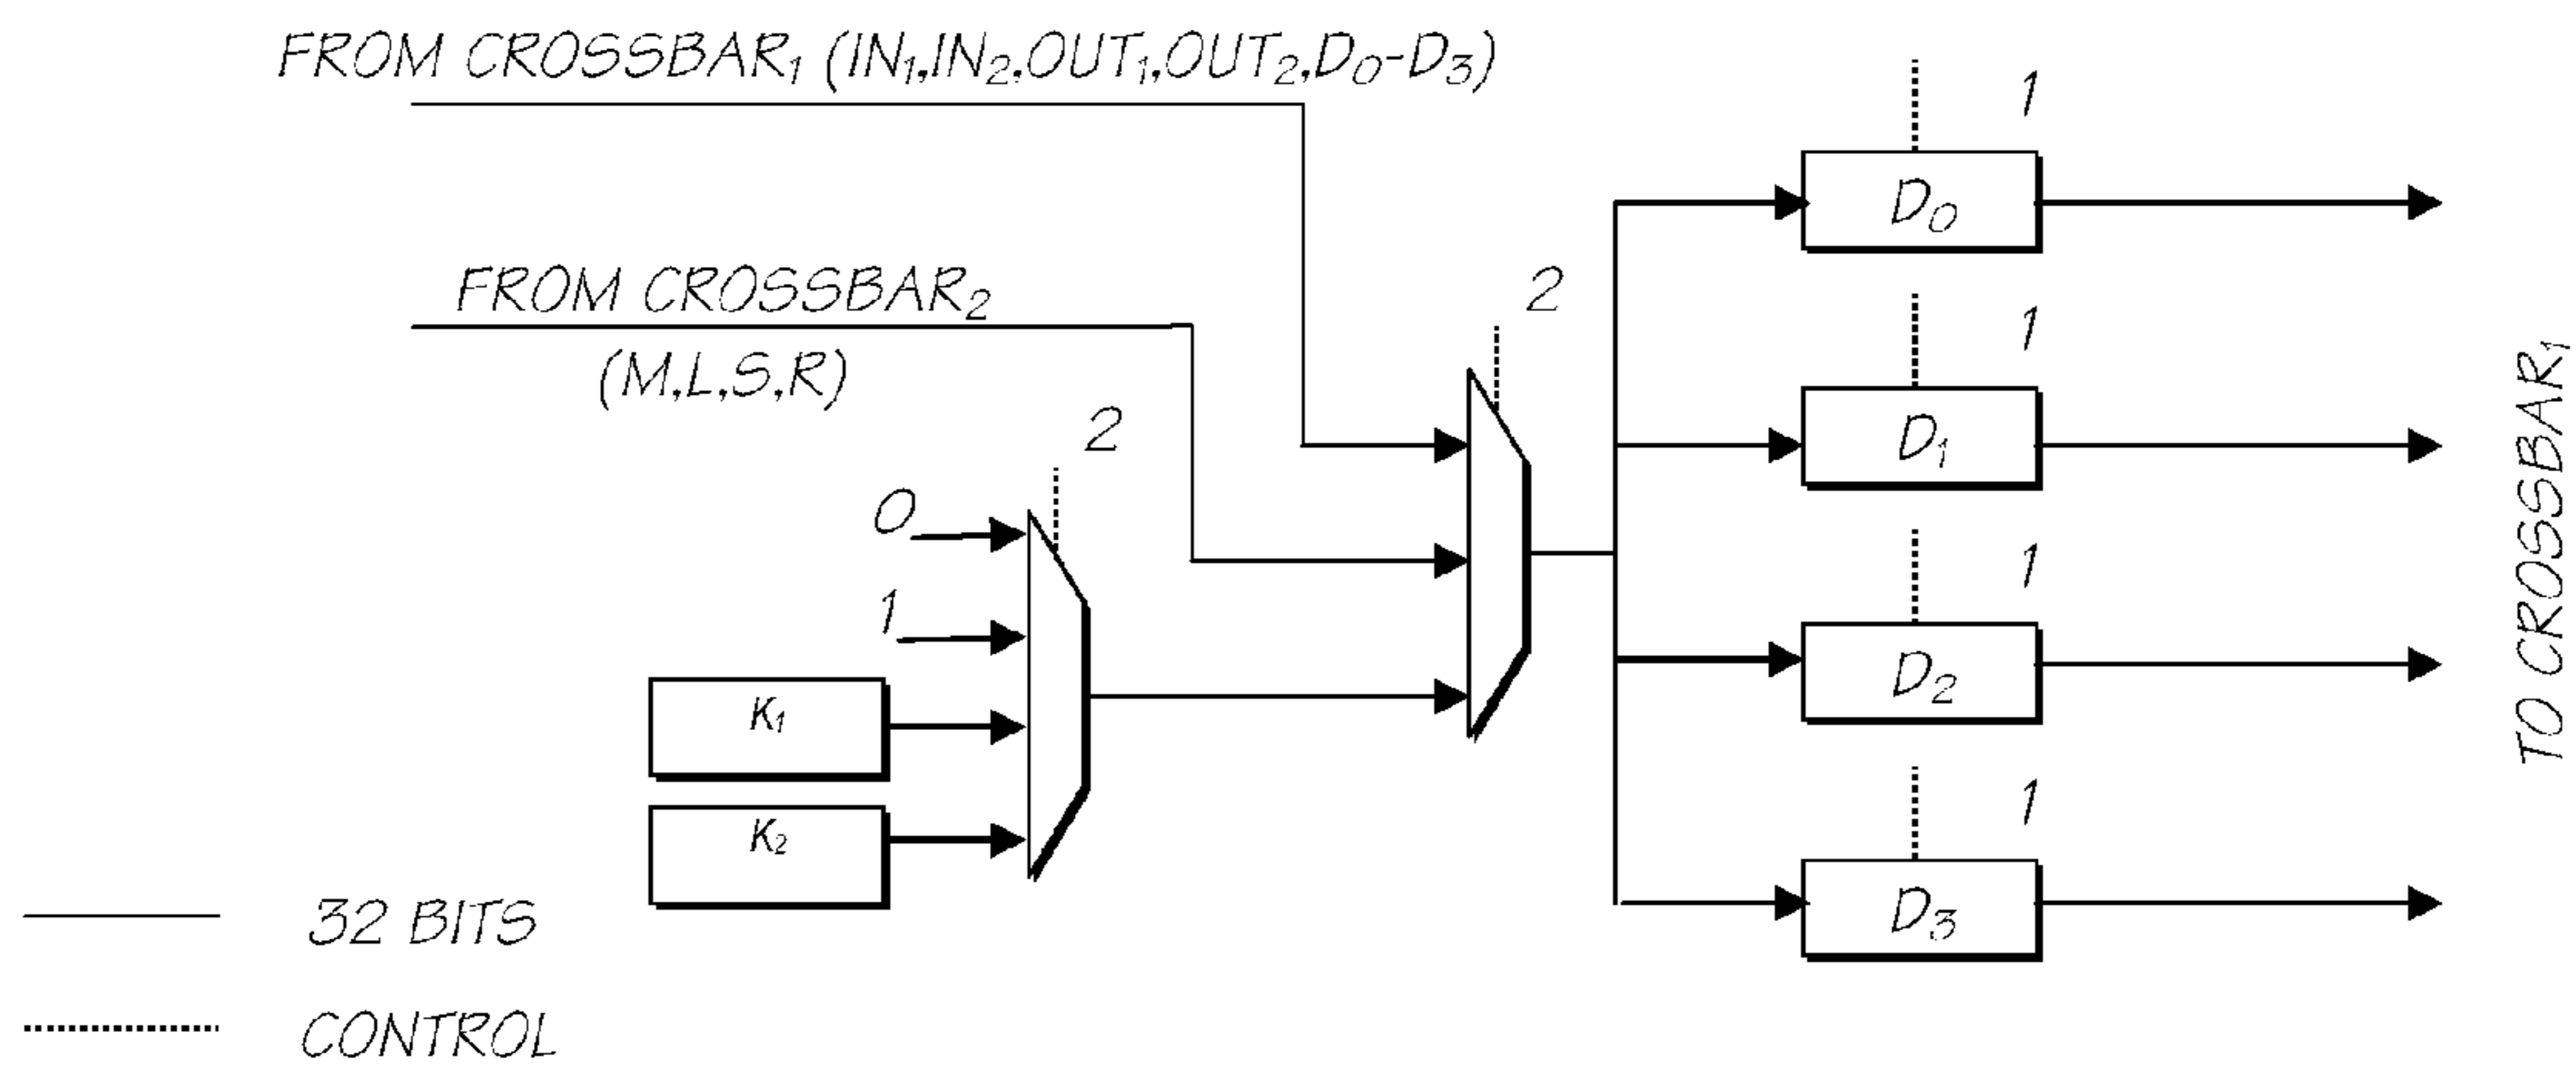 FROM CROSSBAR₁ (IN₁,IN₂,OUT₁,OUT₂,D₀-D₃)
1
D₀
FROM CROSSBAR₂
(M,L,S,R)
2
1
D₁
2
0
1
1
D₂
K₁
K₂
1
D₃
TO CROSSBAR₁
32 BITS
CONTROL